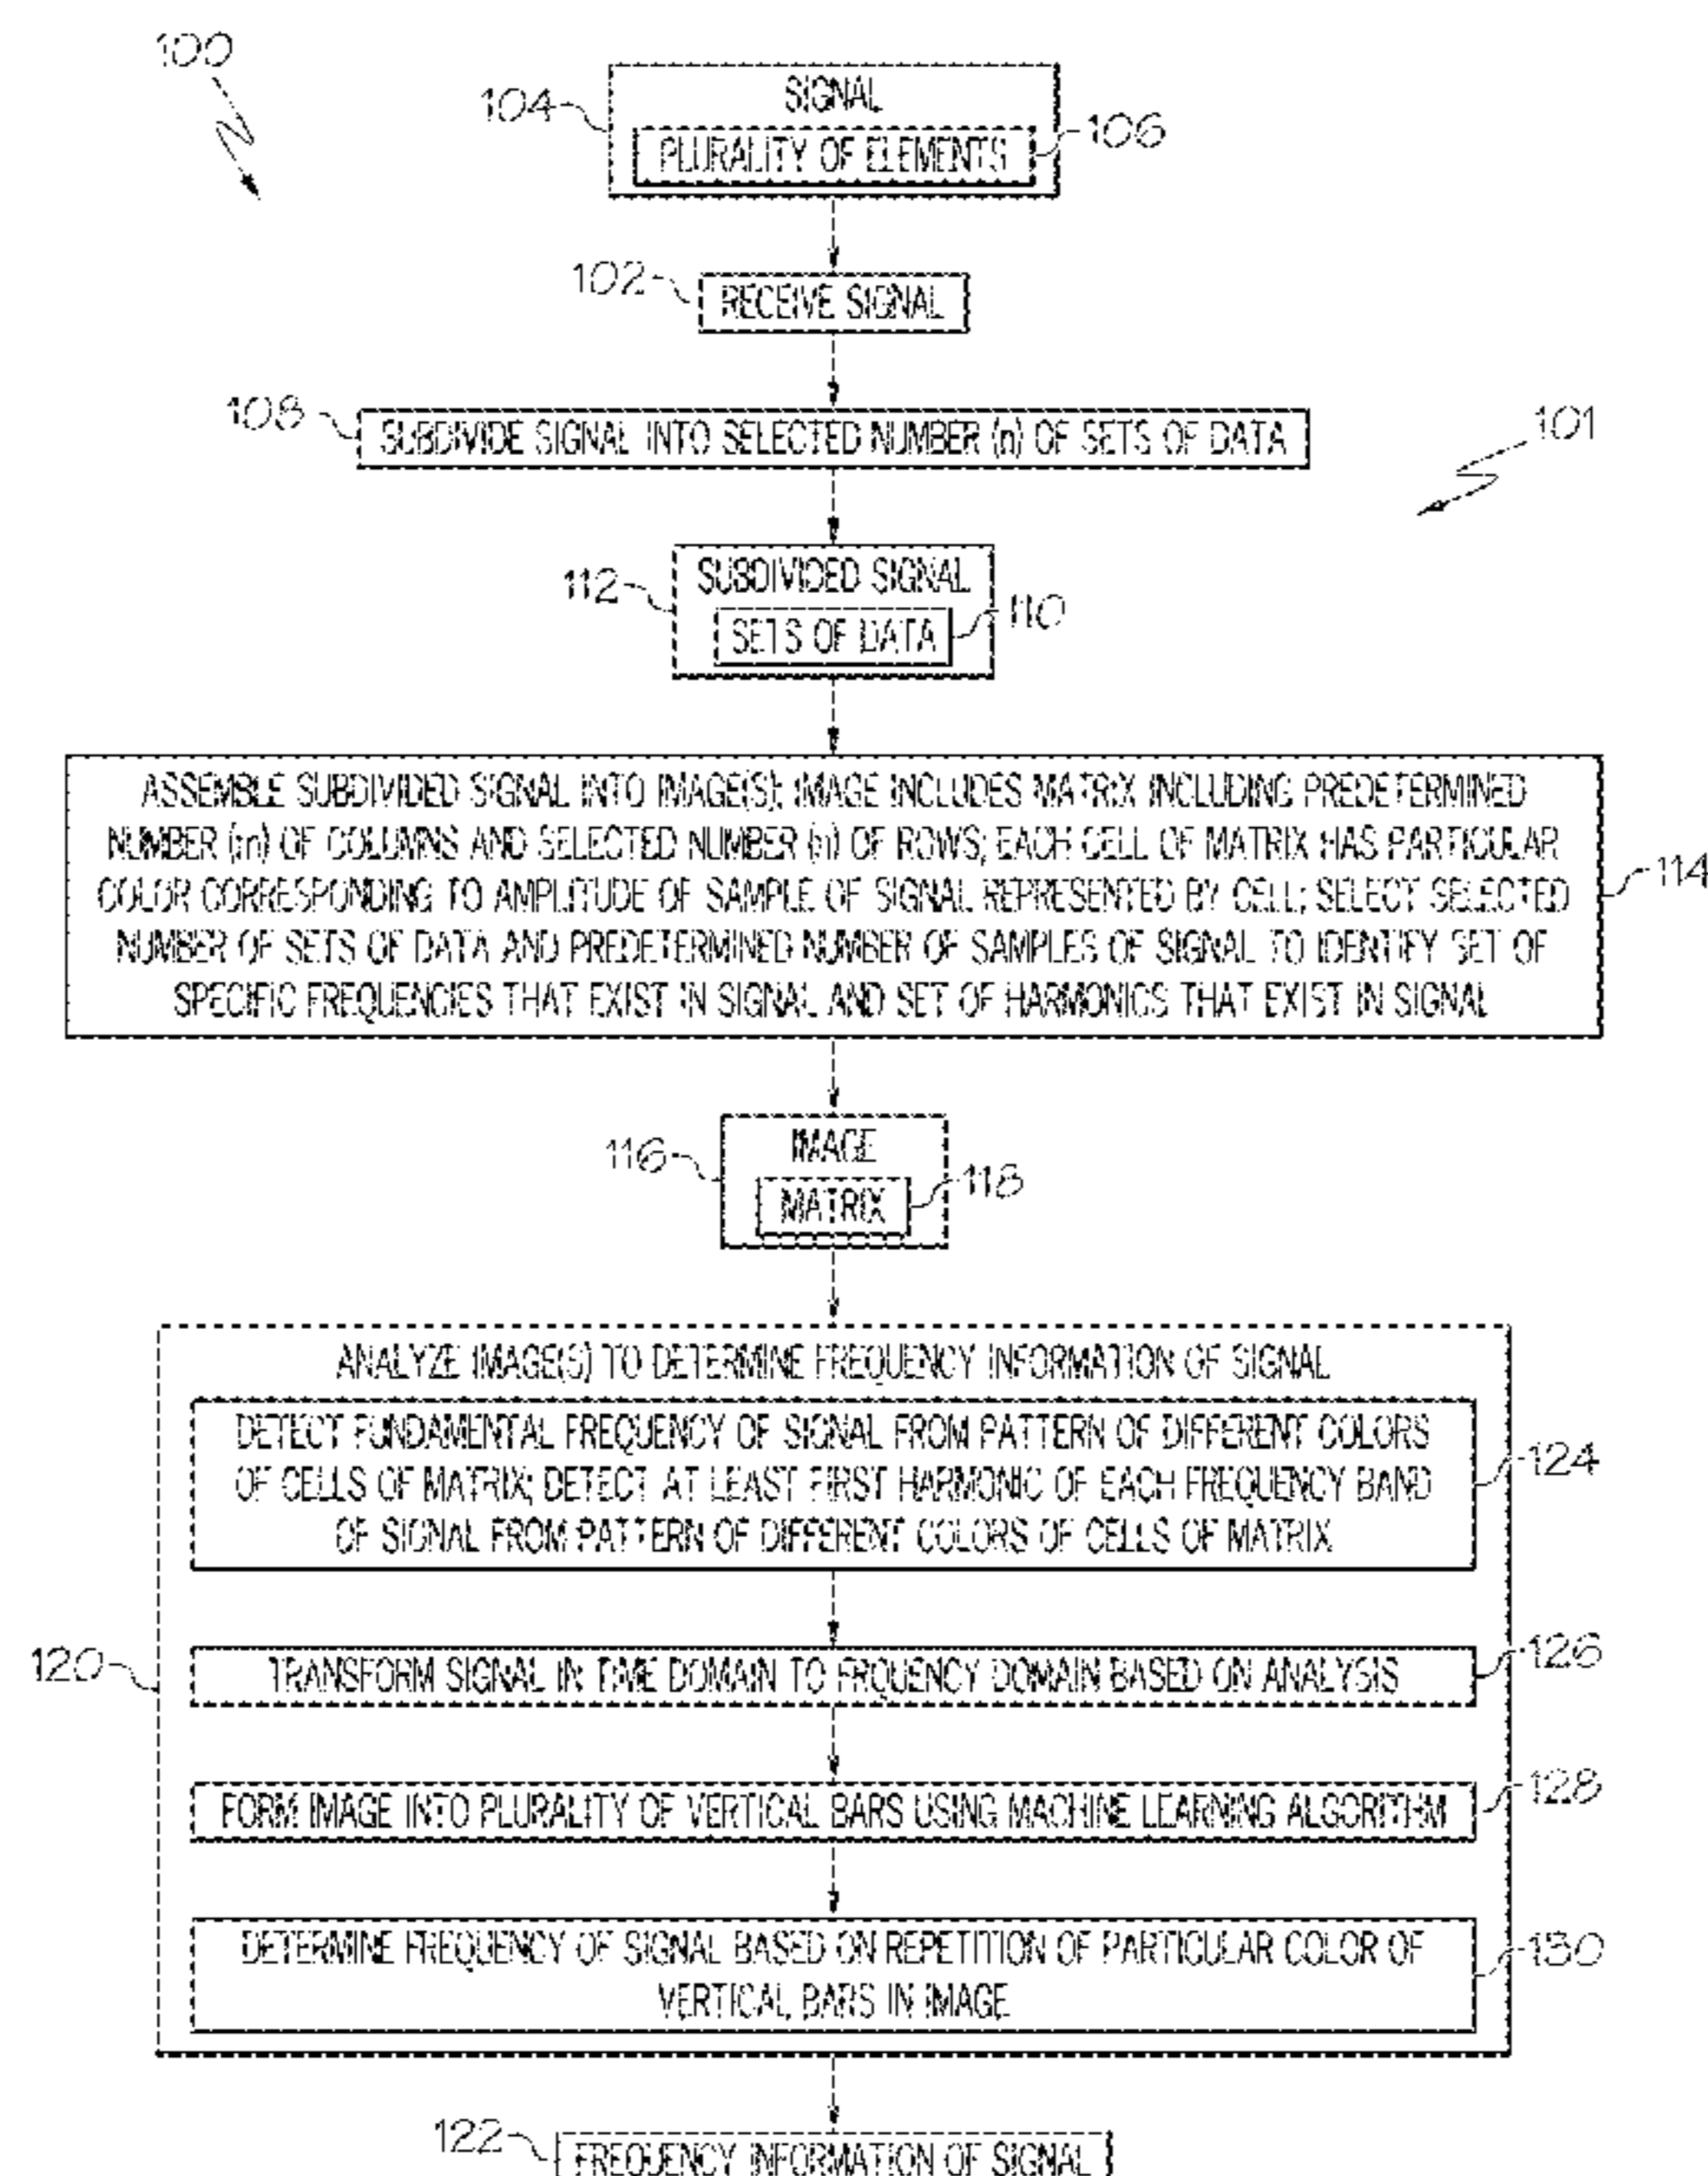 100
104
SIGNAL
PLURALITY OF ELEMENTS
106
102
RECEIVE SIGNAL
108
SUBDIVIDE SIGNAL INTO SELECTED NUMBER (n) OF SETS OF DATA
101
112
SUBDIVIDED SIGNAL
SETS OF DATA
110
ASSEMBLE SUBDIVIDED SIGNAL INTO IMAGE(S); IMAGE INCLUDES MATRIX INCLUDING PREDETERMINED
NUMBER (m) OF COLUMNS AND SELECTED NUMBER (n) OF ROWS; EACH CELL OF MATRIX HAS PARTICULAR
COLOR CORRESPONDING TO AMPLITUDE OF SAMPLE OF SIGNAL REPRESENTED BY CELL; SELECT SELECTED
NUMBER OF SETS OF DATA AND PREDETERMINED NUMBER OF SAMPLES OF SIGNAL TO IDENTIFY SET OF
SPECIFIC FREQUENCIES THAT EXIST IN SIGNAL AND SET OF HARMONICS THAT EXIST IN SIGNAL
114
116
IMAGE
MATRIX
118
ANALYZE IMAGE(S) TO DETERMINE FREQUENCY INFORMATION OF SIGNAL
DETECT FUNDAMENTAL FREQUENCY OF SIGNAL FROM PATTERN OF DIFFERENT COLORS
OF CELLS OF MATRIX; DETECT AT LEAST FIRST HARMONIC OF EACH FREQUENCY BAND
OF SIGNAL FROM PATTERN OF DIFFERENT COLORS OF CELLS OF MATRIX
124
120
TRANSFORM SIGNAL IN TIME DOMAIN TO FRQUENCY DOMAIN BASED ON ANALYSIS
126
FORM IMAGE INTO PLURALITY OF VERTICAL BARS USING MACHINE LEARNING ALGORITHM
128
DETERMINE FREQUENCY OF SIGNAL BASED ON REPETITION OF PARTICULAR COLOR OF
VERTICAL BARS IN IMAGE
130
122
FREQUENCY INFORMATION OF SIGNAL